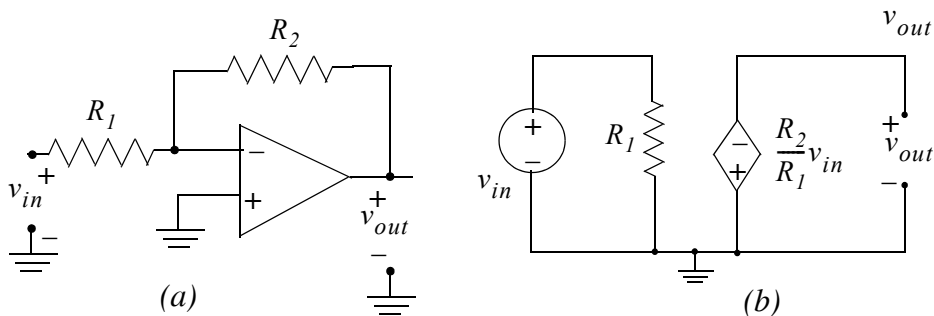 R2
R1
−
+
+
vin
−
+
vout
−
(a)
vout
+
−
vin
R1
−
+
R2
R1
vin
+
vout
−
(b)